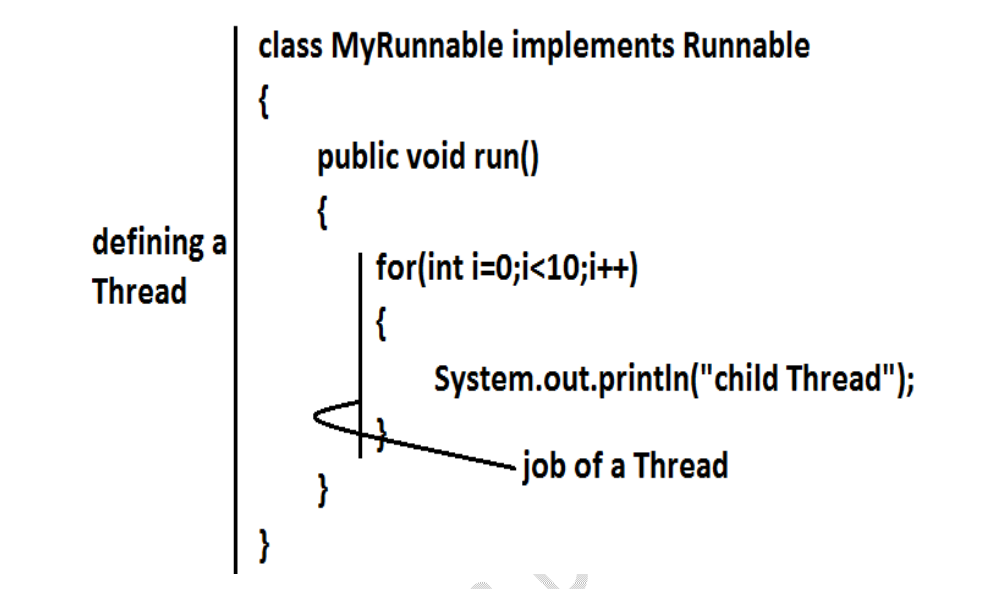 class MyRunnable implements Runnable
{
public void run()
{
defining a
Thread
for(int i=0;i<10;i++)
{
System.out.println("child Thread");
}
job of a Thread
}
}